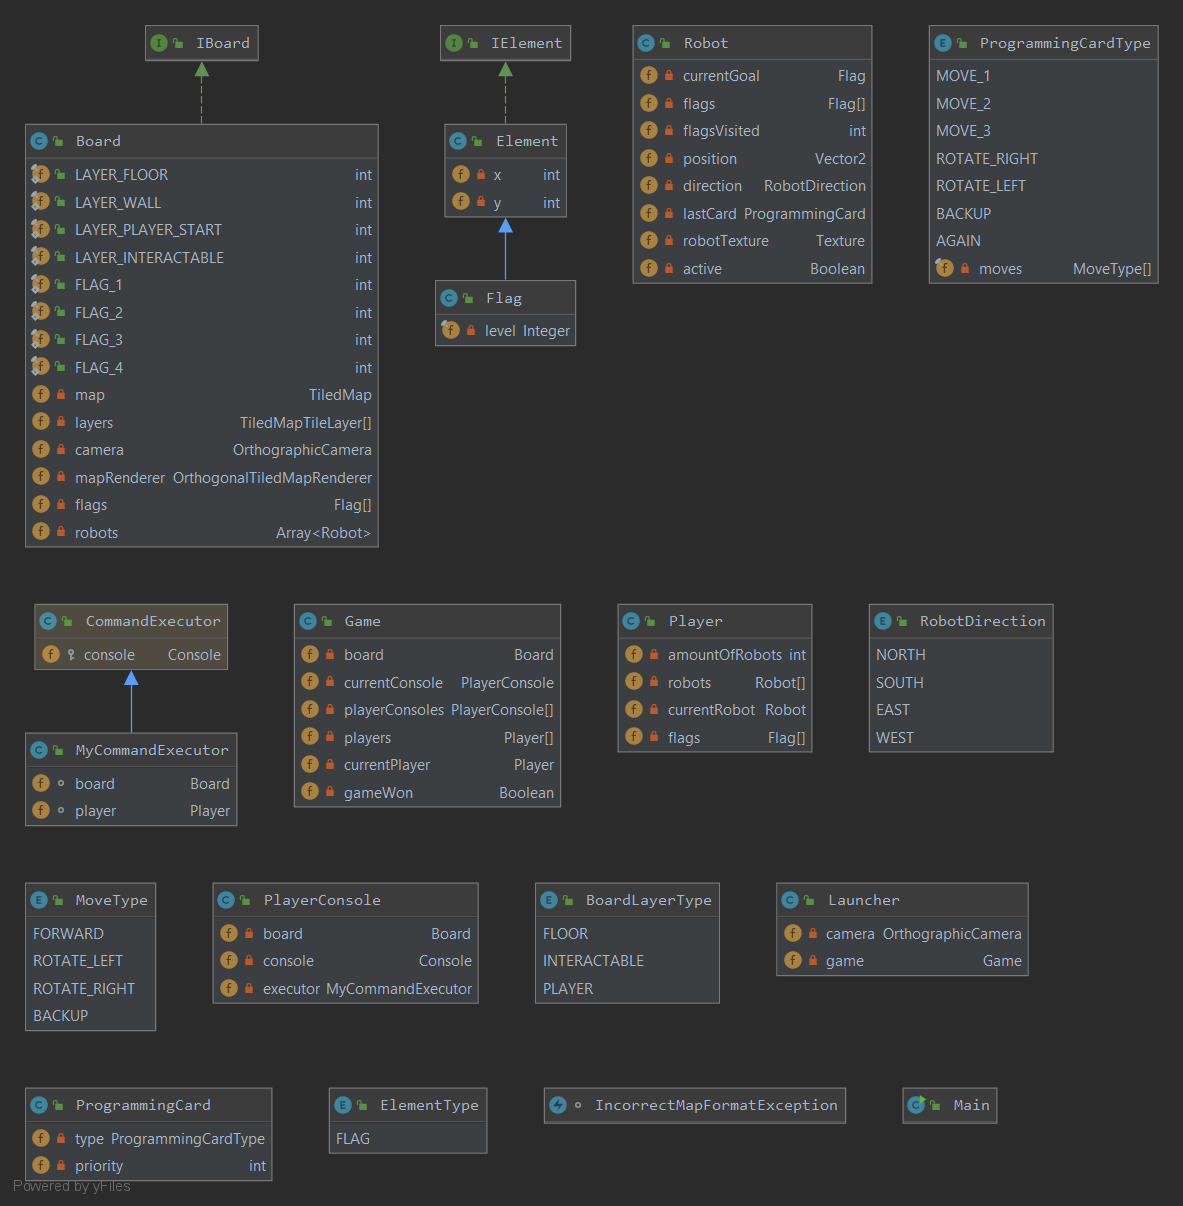 IBoard
IElement
Robot
currentGoal Flag
flags Flag[]
flagsVisited int
position Vector2
direction RobotDirection
lastCard ProgrammingCard
robotTexture Texture
active Boolean
ProgrammingCardType
MOVE_1
MOVE_2
MOVE_3
ROTATE_RIGHT
ROTATE_LEFT
BACKUP
AGAIN
moves MoveType[]
Board
LAYER_FLOOR int
LAYER_WALL int
LAYER_PLAYER_START int
LAYER_INTERACTABLE int
FLAG_1 int
FLAG_2 int
FLAG_3 int
FLAG_4 int
map TiledMap
layers TiledMapTileLayer[]
camera OrthographicCamera
mapRenderer OrthogonalTiledMapRenderer
flags Flag[]
robots Array<Robot>
Element
x int
y int
Flag
level Integer
CommandExecutor
console Console
MyCommandExecutor
board Board
player Player
Game
board Board
currentConsole PlayerConsole
playerConsoles PlayerConsole[]
players Player[]
currentPlayer Player
gameWon Boolean
Player
amountOfRobots int
robots Robot[]
currentRobot Robot
flags Flag[]
RobotDirection
NORTH
SOUTH
EAST
WEST
MoveType
FORWARD
ROTATE_LEFT
ROTATE_RIGHT
BACKUP
PlayerConsole
board Board
console Console
executor MyCommandExecutor
BoardLayerType
FLOOR
INTERACTABLE
PLAYER
Launcher
camera OrthographicCamera
game Game
ProgrammingCard
type ProgrammingCardType
priority int
ElementType
FLAG
IncorrectMapFormatException
Main
Powered by yFiles